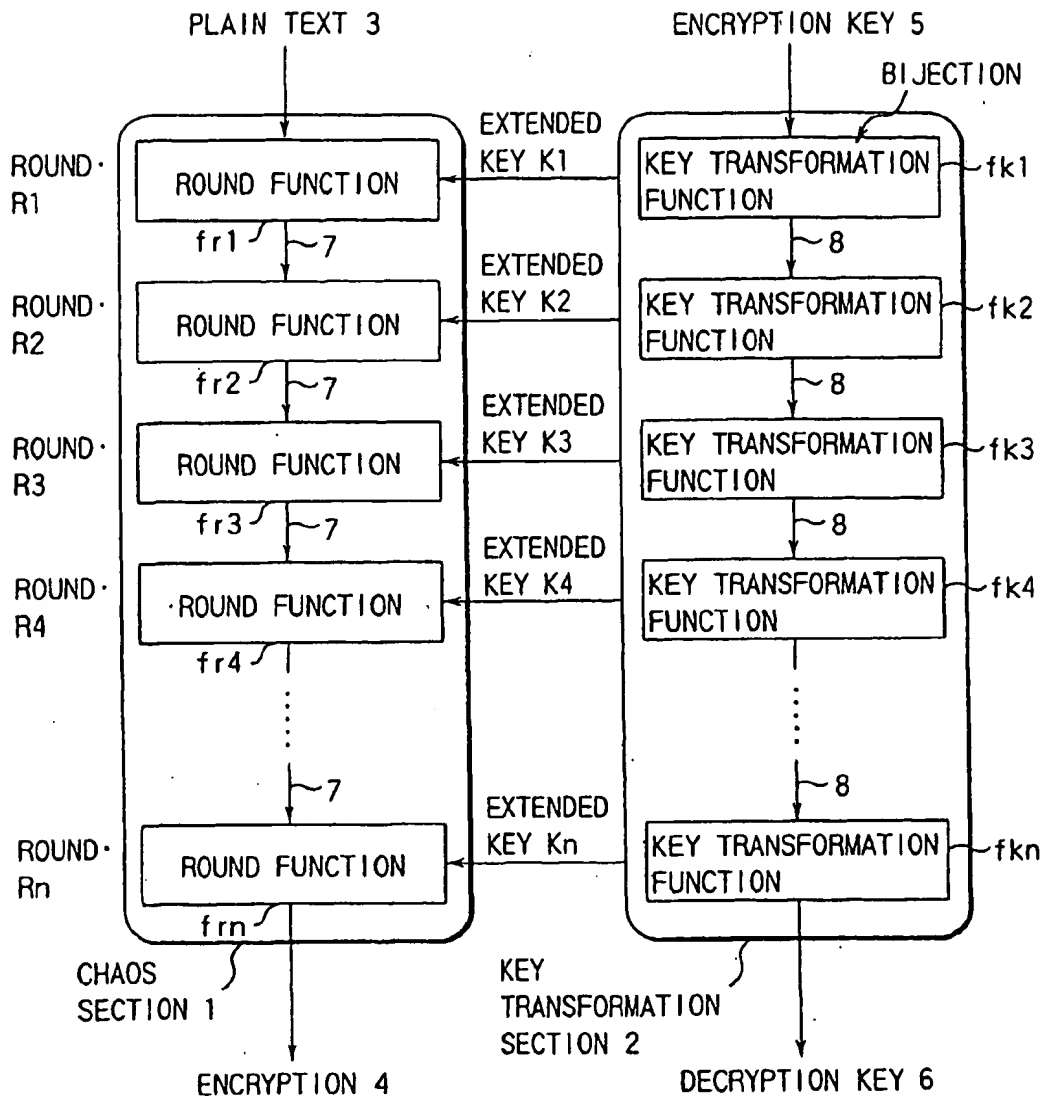 PLAIN TEXT 3
ENCRYPTION KEY 5
BIJECTION
ROUND·
R1
ROUND FUNCTION
fr1
7
EXTENDED
KEY K1
KEY TRANSFORMATION
FUNCTION
fk1
8
ROUND·
R2
ROUND FUNCTION
fr2
7
EXTENDED
KEY K2
KEY TRANSFORMATION
FUNCTION
fk2
8
ROUND·
R3
ROUND FUNCTION
fr3
7
EXTENDED
KEY K3
KEY TRANSFORMATION
FUNCTION
fk3
8
ROUND·
R4
ROUND FUNCTION
fr4
EXTENDED
KEY K4
KEY TRANSFORMATION
FUNCTION
fk4
7
8
ROUND·
Rn
ROUND FUNCTION
frn
EXTENDED
KEY Kn
KEY TRANSFORMATION
FUNCTION
fkn
CHAOS
SECTION 1
KEY
TRANSFORMATION
SECTION 2
ENCRYPTION 4
DECRYPTION KEY 6